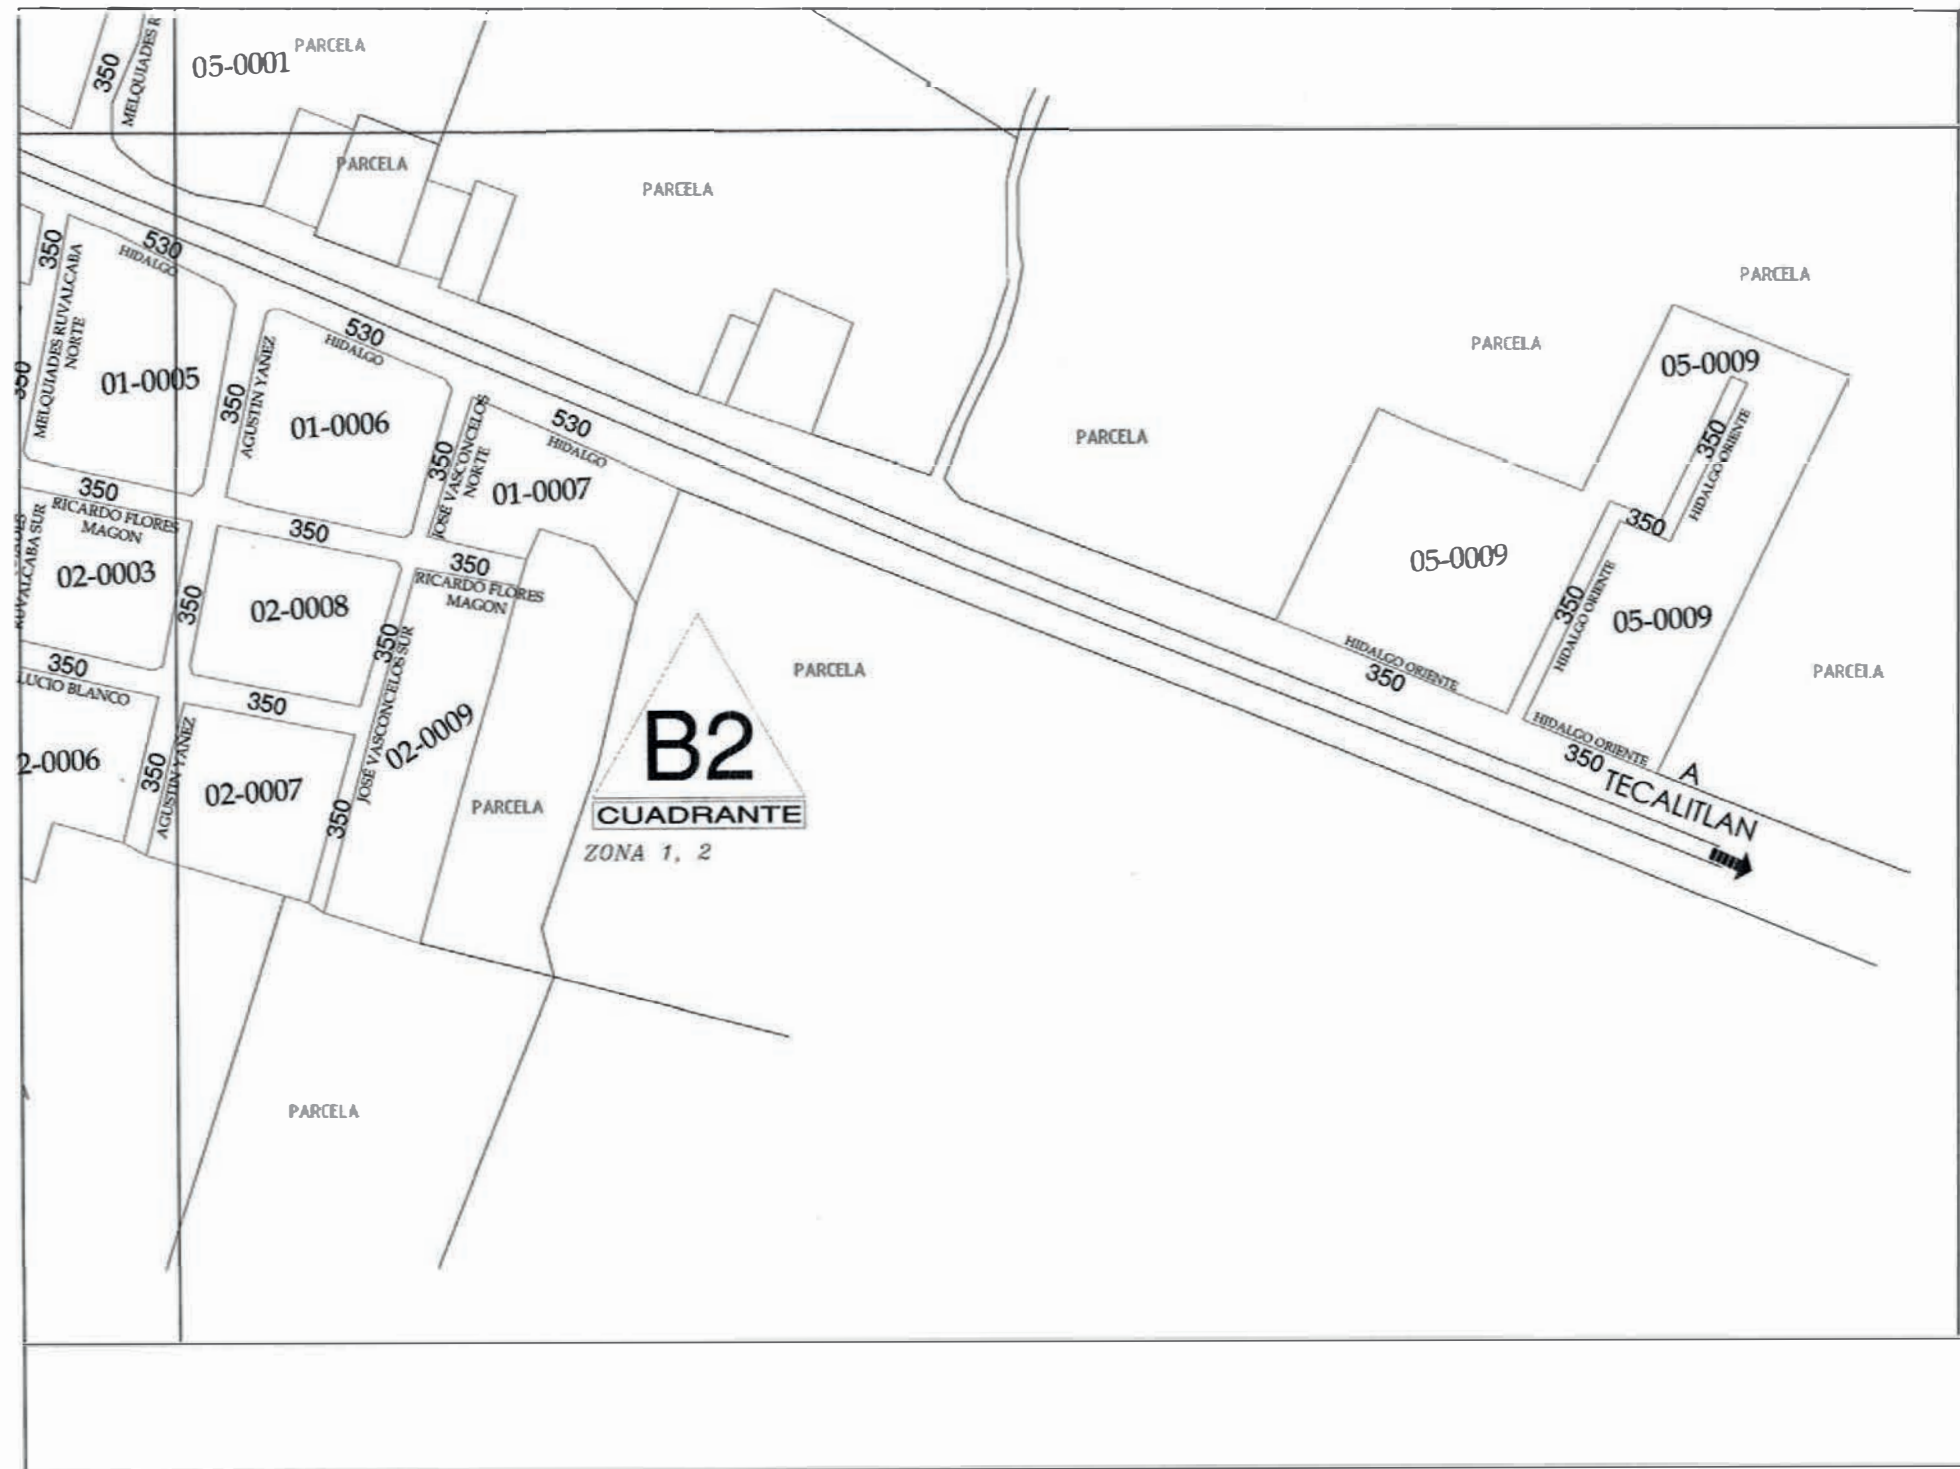 350
MELQUIADES R
05-0001
PARCELA
PARCELA
PARCELA
PARCELA
PARCELA
PARCELA
350
MELQUIADES RUVALCABA
NORTE
530
HIDALGO
01-0005
350
AGUSTIN YAÑEZ
530
HIDALGO
01-0006
350
JOSÉ VASCONCELOS
NORTE
530
HIDALGO
01-0007
350
RICARDO FLORES
MAGON
350
350
RICARDO FLORES
MAGON
RUVALCABA SUR
02-0003
350
02-0008
350
JOSÉ VASCONCELOS SUR
02-0009
350
LUCIO BLANCO
350
2-0006
350
AGUSTIN YAÑEZ
02-0007
350
PARCELA
B2
CUADRANTE
ZONA 1, 2
PARCELA
05-0009
350
HIDALGO ORIENTE
350
05-0009
350
HIDALGO ORIENTE
05-0009
PARCELA
HIDALGO ORIENTE
350
HIDALGO ORIENTE
350
A
TECALITLAN
PARCELA